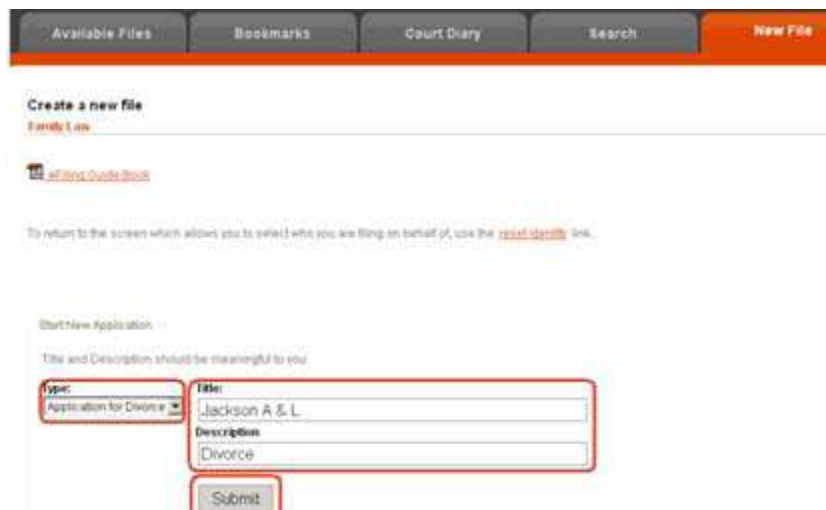 Available Files Bookmarks Court Diary Search New File
Create a new file
Family Law
eFiling Guide Book
To return to the screen which allows you to select who you are filing on behalf of, use the reset identity link.
Start New Application
Title and Description should be meaningful to you
Type: Title:
Application for Divorce Jackson A & L
Description
Divorce
Submit